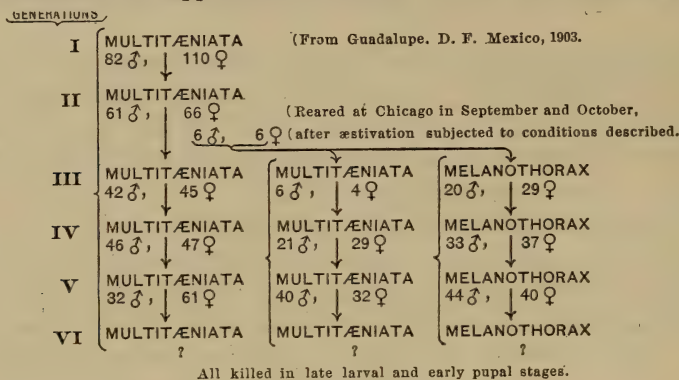 GENERATIONS
I MULTITÆNIATA (From Guadalupe. D. F. Mexico, 1903.
82 ♂, 110 ♀
II MULTITÆNIATA
61 ♂, 66 ♀ (Reared at Chicago in September and October,
6 ♂, 6 ♀ (after æstivation subjected to conditions described.
III MULTITÆNIATA MULTITÆNIATA MELANOTHORAX
42 ♂, 45 ♀ 6 ♂, 4 ♀ 20 ♂, 29 ♀
IV MULTITÆNIATA MULTITÆNIATA MELANOTHORAX
46 ♂, 47 ♀ 21 ♂, 29 ♀ 33 ♂, 37 ♀
V MULTITÆNIATA MULTITÆNIATA MELANOTHORAX
32 ♂, 61 ♀ 40 ♂, 32 ♀ 44 ♂, 40 ♀
VI MULTITÆNIATA MULTITÆNIATA MELANOTHORAX
? ? ?
All killed in late larval and early pupal stages.